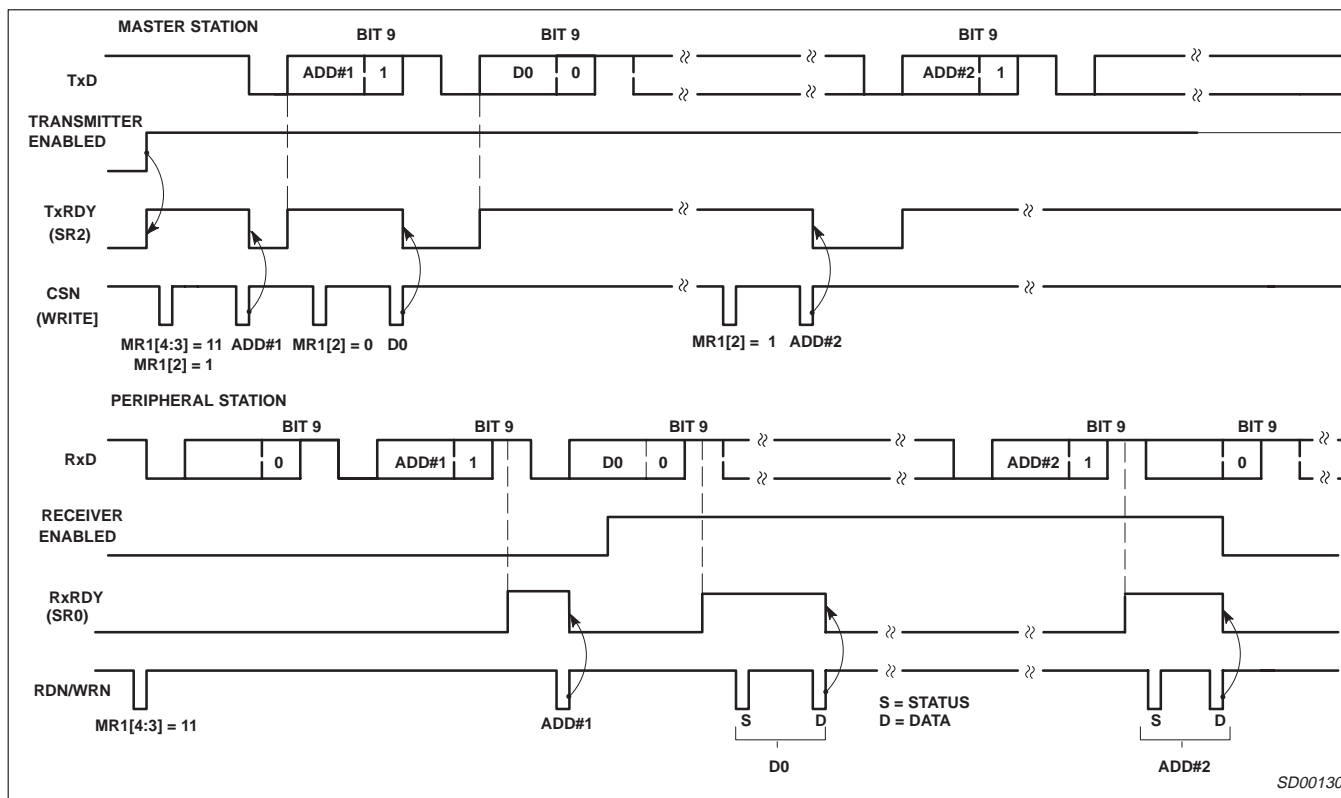 MASTER STATION
BIT 9 BIT 9 BIT 9
TxD ADD#1 1 D0 0 ADD#2 1
TRANSMITTER
ENABLED
TxRDY
(SR2)
CSN
(WRITE]
MR1[4:3] = 11 ADD#1 MR1[2] = 0 D0 MR1[2] = 1 ADD#2
MR1[2] = 1
PERIPHERAL STATION
BIT 9 BIT 9 BIT 9 BIT 9 BIT 9
RxD 0 ADD#1 1 D0 0 ADD#2 1 0
RECEIVER
ENABLED
RxRDY
(SR0)
RDN/WRN
MR1[4:3] = 11 ADD#1 S D S = STATUS S D
D = DATA
D0 ADD#2
SD00130